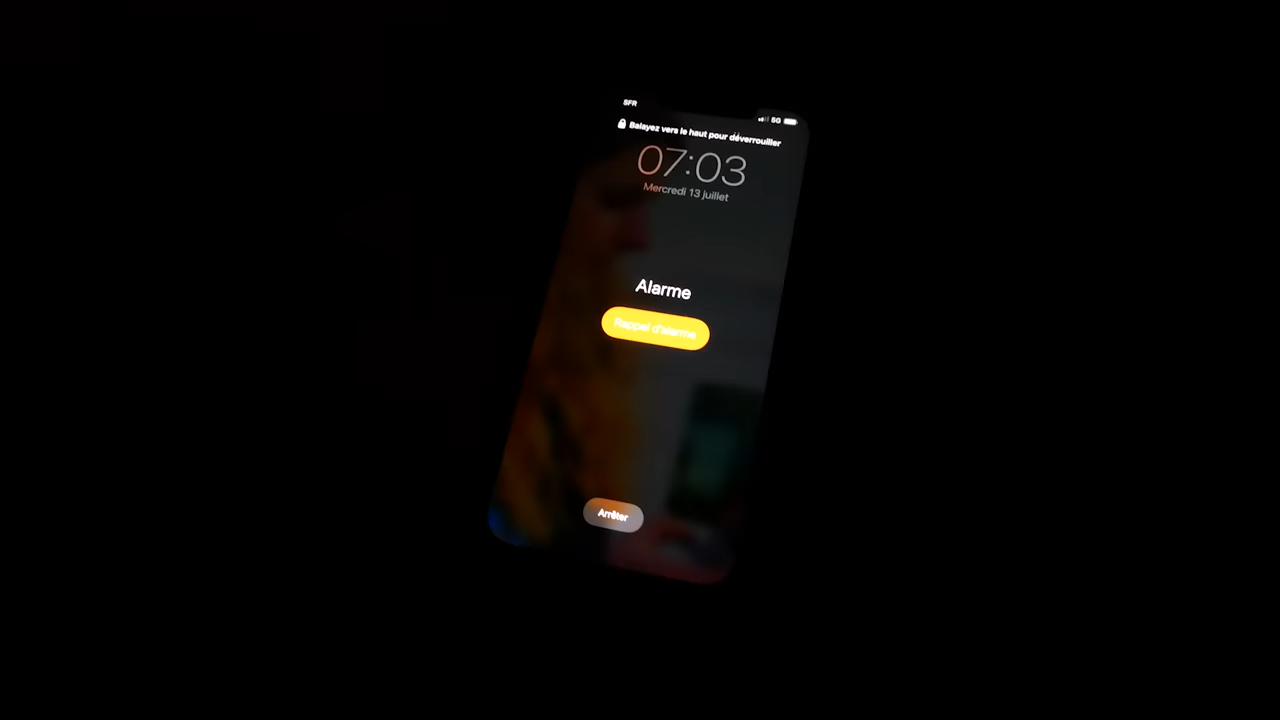 SFR
5G
Balayez vers le haut pour déverrouiller
07:03
Mercredi 13 juillet
Alarme
Rappel d'alarme
Arrêter